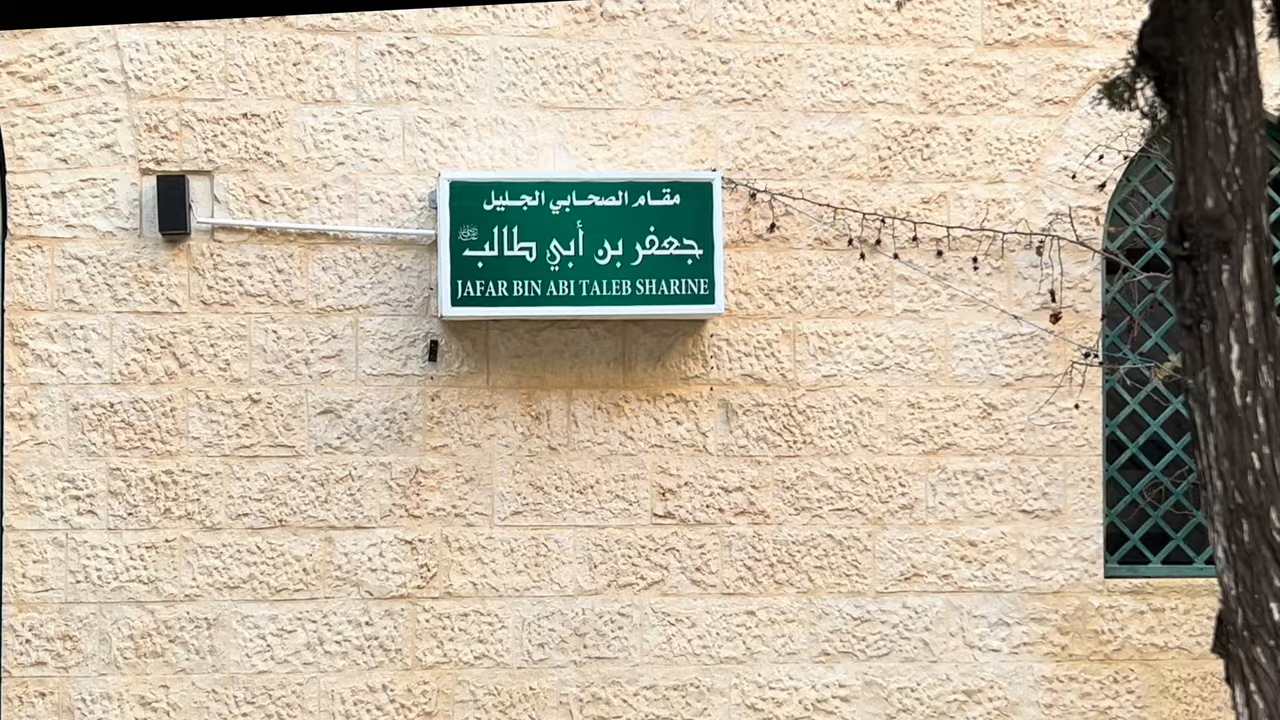 مقام الصحابي الجليل
جعفر بن أبي طالب
JAFAR BIN ABI TALEB SHARINE